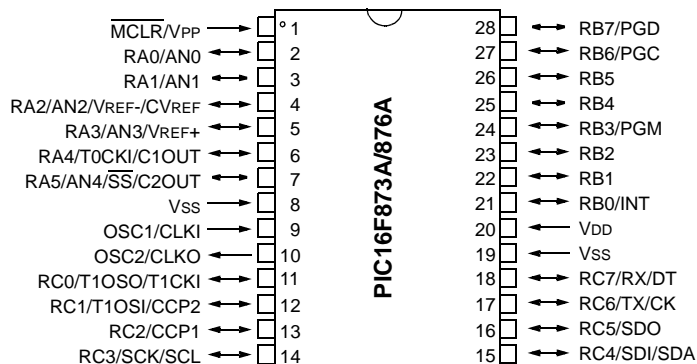 MCLR/VPP 1 28 RB7/PGD
RA0/AN0 2 27 RB6/PGC
RA1/AN1 3 26 RB5
RA2/AN2/VREF-/CVREF 4 25 RB4
RA3/AN3/VREF+ 5 24 RB3/PGM
RA4/T0CKI/C1OUT 6 23 RB2
RA5/AN4/SS/C2OUT 7 22 RB1
VSS 8 21 RB0/INT
OSC1/CLKI 9 20 VDD
OSC2/CLKO 10 19 VSS
RC0/T1OSO/T1CKI 11 18 RC7/RX/DT
RC1/T1OSI/CCP2 12 17 RC6/TX/CK
RC2/CCP1 13 16 RC5/SDO
RC3/SCK/SCL 14 15 RC4/SDI/SDA
PIC16F873A/876A